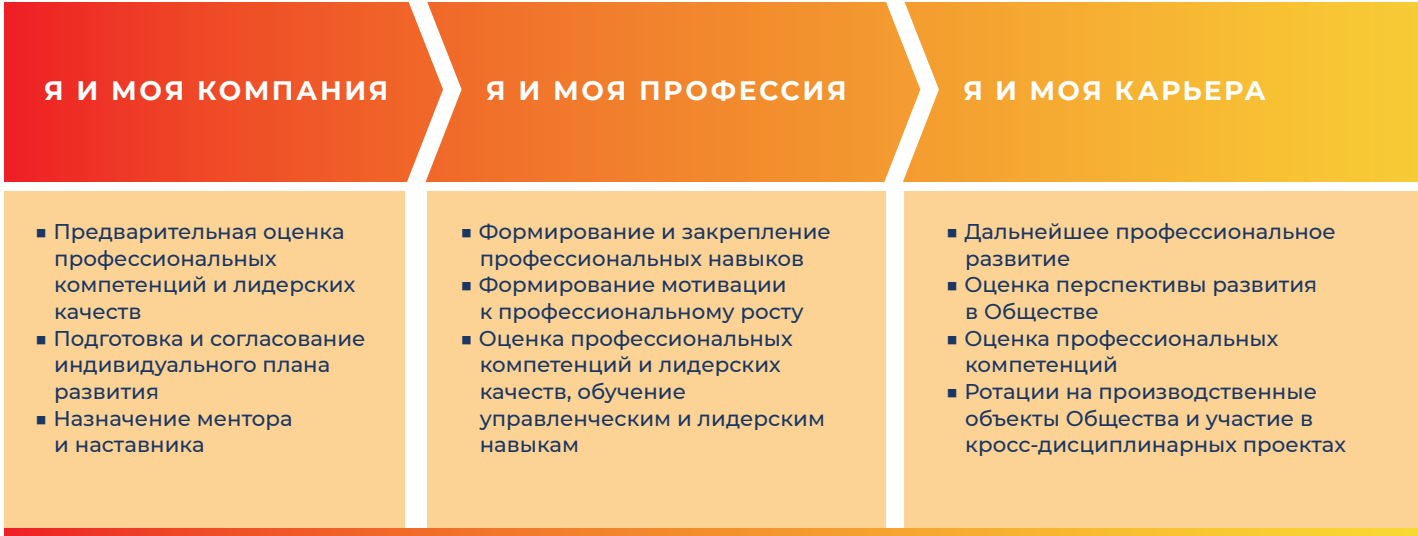 Я И МОЯ КОМПАНИЯ
▪ Предварительная оценка
профессиональных
компетенций и лидерских
качеств
▪ Подготовка и согласование
индивидуального плана
развития
▪ Назначение ментора
и наставника
Я И МОЯ ПРОФЕССИЯ
▪ Формирование и закрепление
профессиональных навыков
▪ Формирование мотивации
к профессиональному росту
▪ Оценка профессиональных
компетенций и лидерских
качеств, обучение
управленческим и лидерским
навыкам
Я И МОЯ КАРЬЕРА
▪ Дальнейшее профессиональное
развитие
▪ Оценка перспективы развития
в Обществе
▪ Оценка профессиональных
компетенций
▪ Ротации на производственные
объекты Общества и участие в
кросс-дисциплинарных проектах